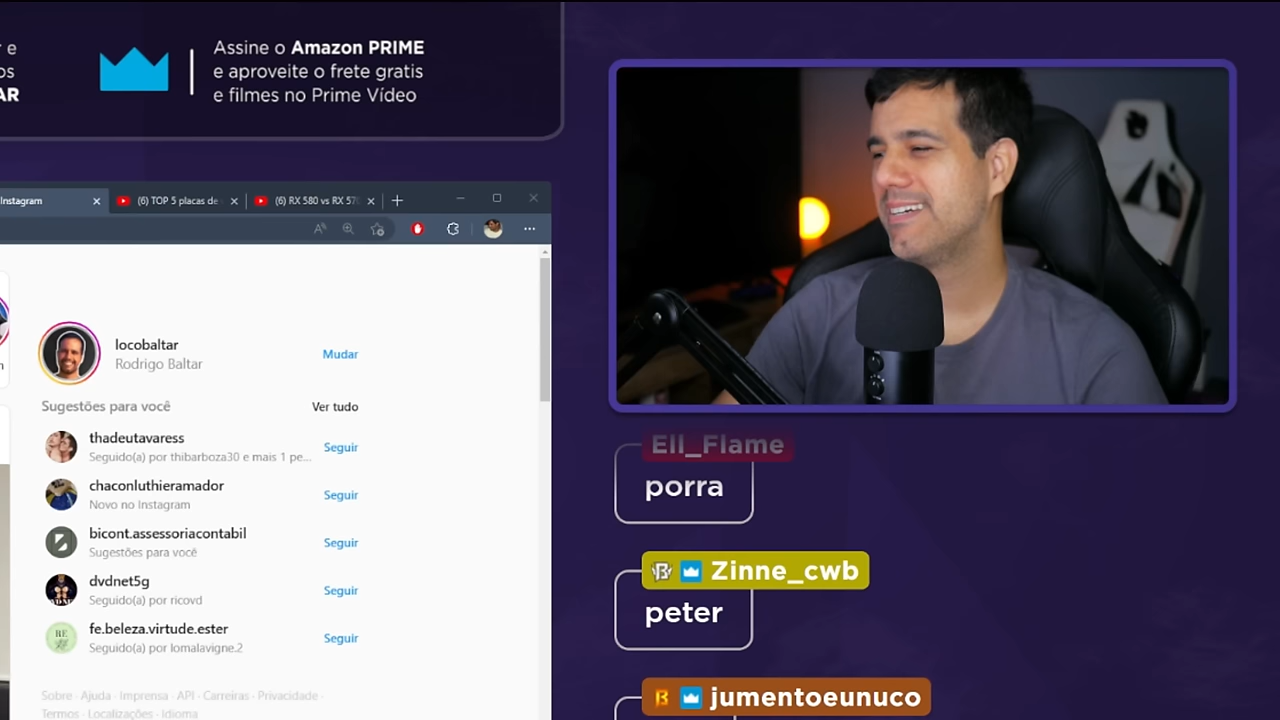 r e
os
AR
Assine o Amazon PRIME
e aproveite o frete gratis
e filmes no Prime Vídeo
Instagram
(6) TOP 5 placas de
(6) RX 580 vs RX 570
locobaltar
Rodrigo Baltar
Mudar
Sugestões para você
Ver tudo
thadeutavaress
Seguido(a) por thibarboza30 e mais 1 pe...
Seguir
chaconluthieramador
Novo no Instagram
Seguir
bicont.assessoriacontabil
Sugestões para você
Seguir
dvdnet5g
Seguido(a) por ricovd
Seguir
fe.beleza.virtude.ester
Seguido(a) por lomalavigne.2
Seguir
Sobre · Ajuda · Imprensa · API · Carreiras · Privacidade ·
Termos · Localizações · Idioma
Ell_Flame
porra
Zinne_cwb
peter
jumentoeunuco